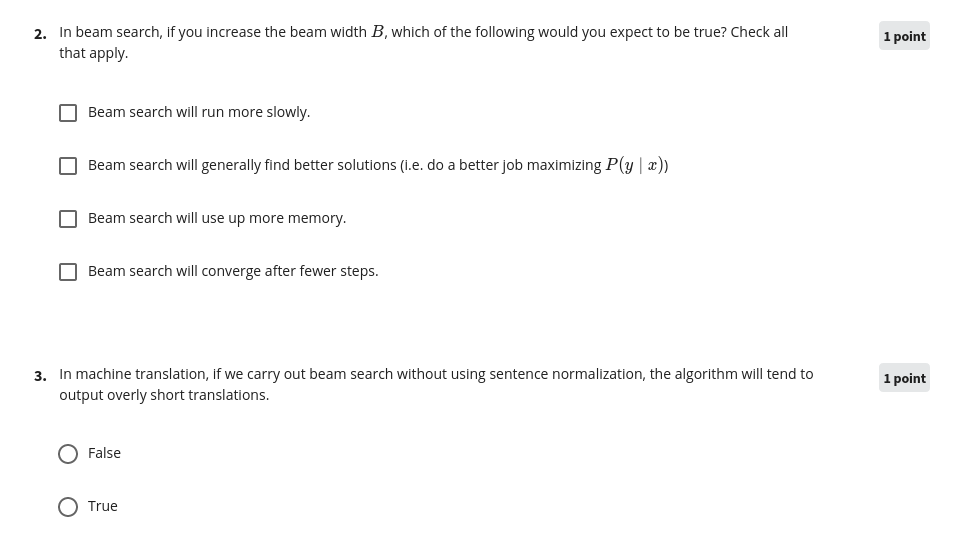 2. In beam search, if you increase the beam width B, which of the following would you expect to be true? Check all
that apply.
1 point
Beam search will run more slowly.
Beam search will generally find better solutions (i.e. do a better job maximizing P(y | x))
Beam search will use up more memory.
Beam search will converge after fewer steps.
3. In machine translation, if we carry out beam search without using sentence normalization, the algorithm will tend to
output overly short translations.
1 point
False
True